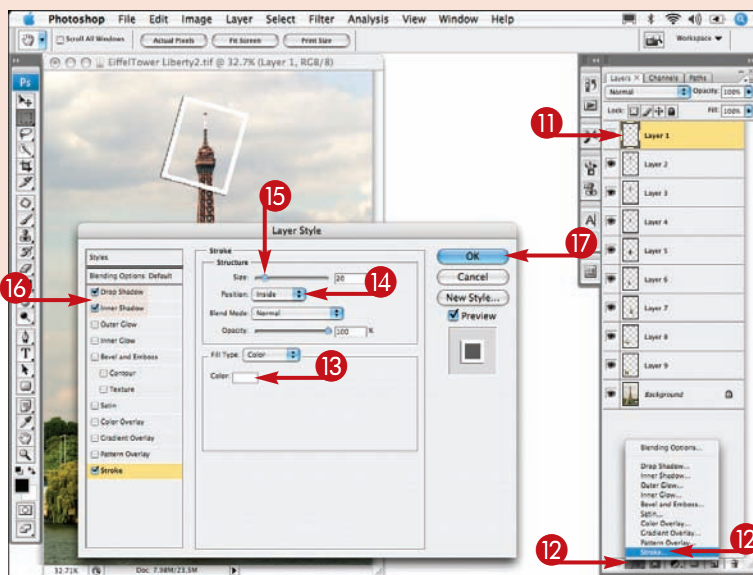 Photoshop File Edit Image Layer Select Filter Analysis View Window Help
Scroll All Windows Actual Pixels Fit Screen Print Size Workspace
EiffelTower Liberty2.tif @ 32.7% (Layer 1, RGB/8)
Ps
Layers × Channels Paths
Normal Opacity: 100%
Lock: Fill: 100%
11
Layer 1
Layer 2
Layer 3
Layer 4
Layer 5
Layer 6
Layer 7
Layer 8
Layer 9
Background
Layer Style
Styles
Blending Options: Default
16
Drop Shadow
Inner Shadow
Outer Glow
Inner Glow
Bevel and Emboss
Contour
Texture
Satin
Color Overlay
Gradient Overlay
Pattern Overlay
Stroke
Stroke
Structure
15
Size: 20
Position: Inside
14
Blend Mode: Normal
Opacity: 100 %
Fill Type: Color
Color:
13
OK
17
Cancel
New Style...
Preview
Blending Options...
Drop Shadow...
Inner Shadow...
Outer Glow...
Inner Glow...
Bevel and Emboss...
Satin...
Color Overlay...
Gradient Overlay...
Pattern Overlay...
Stroke...
12
12
32.71% Doc: 7.98M/23.5M